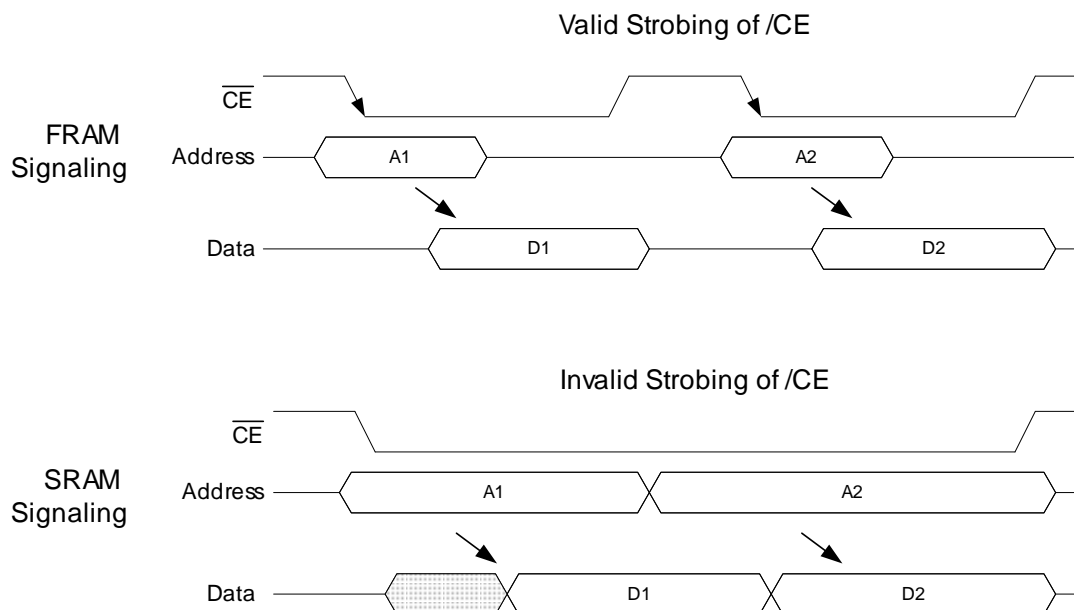 Valid Strobing of /CE
CE
FRAM
Signaling
Address
A1
A2
Data
D1
D2
Invalid Strobing of /CE
CE
SRAM
Signaling
Address
A1
A2
Data
D1
D2